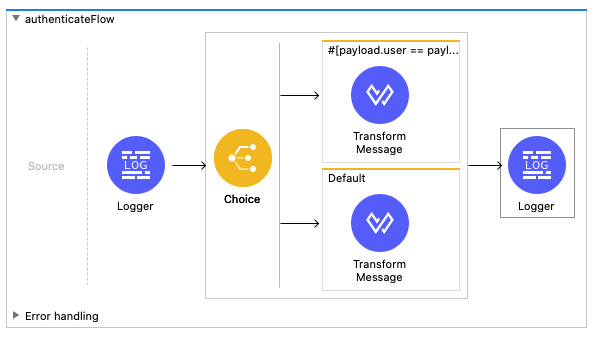 authenticateFlow
Source
LOG
Logger
Choice
#[payload.user == payl...
Transform
Message
Default
Transform
Message
LOG
Logger
Error handling